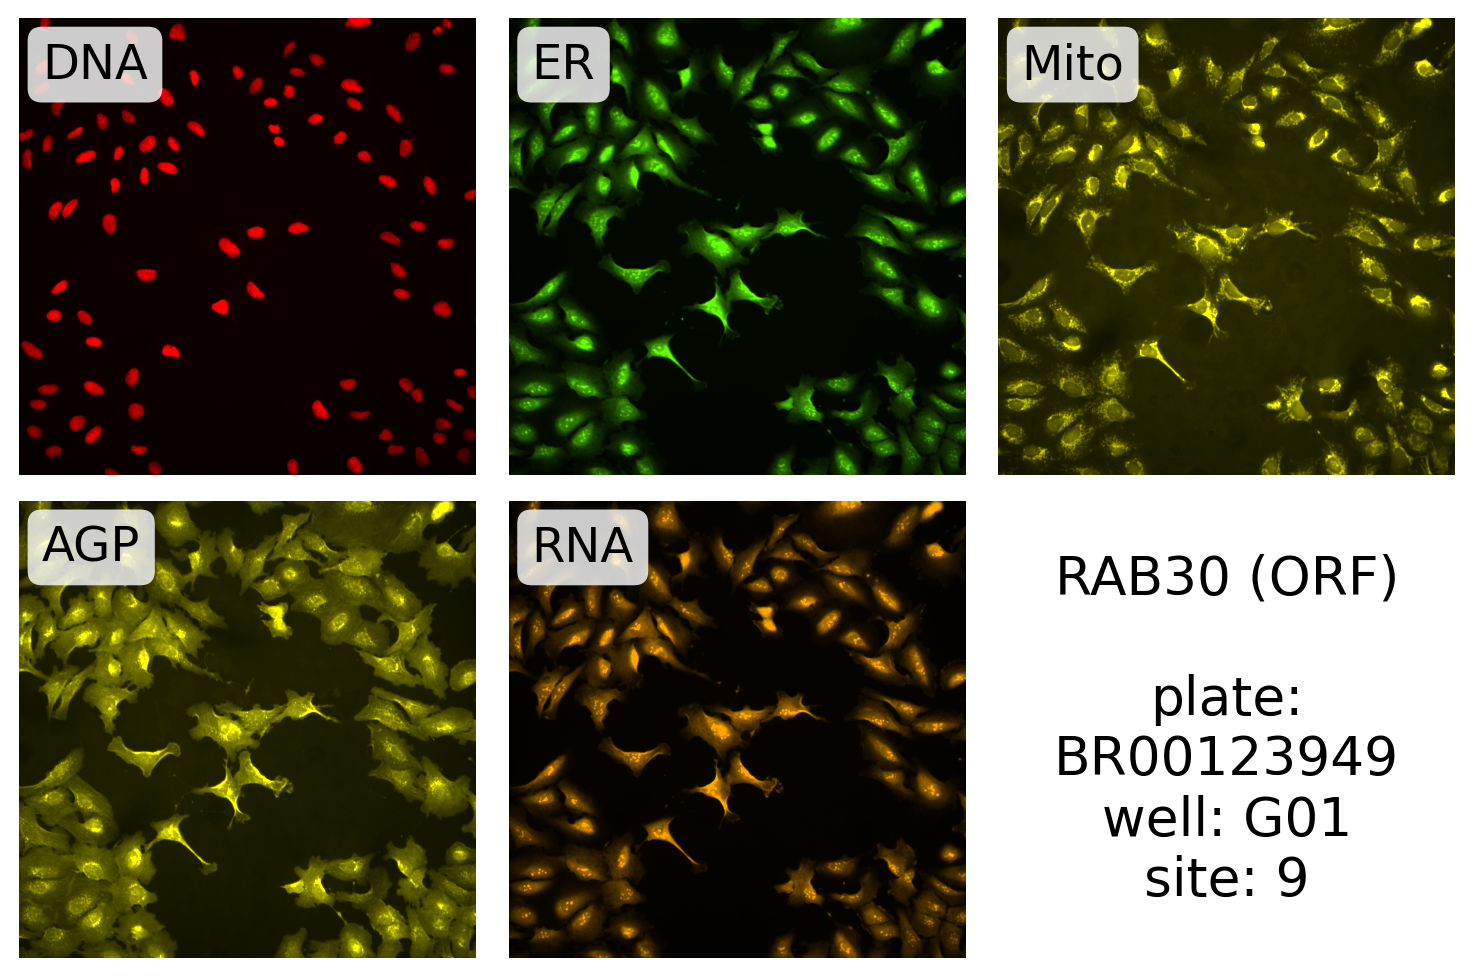 DNA
ER
Mito
AGP
RNA
RAB30 (ORF)
plate:
BR00123949
well: G01
site: 9